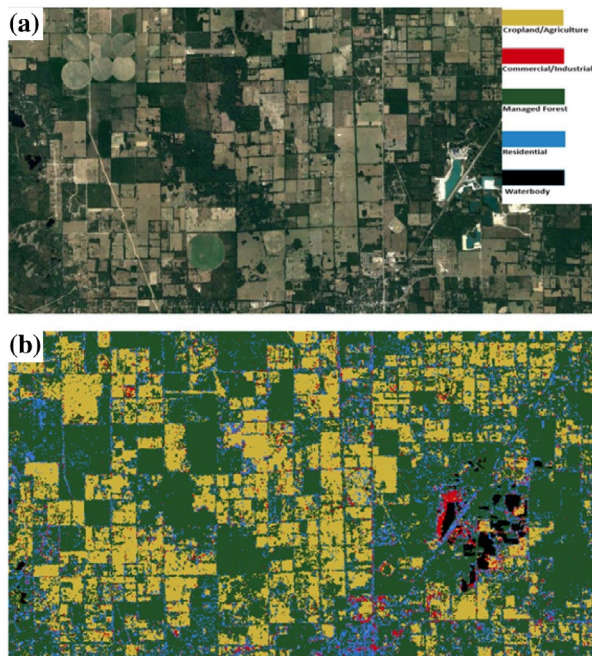 (a)
Cropland/Agriculture
Commercial/Industrial
Managed Forest
Residential
Waterbody
(b)